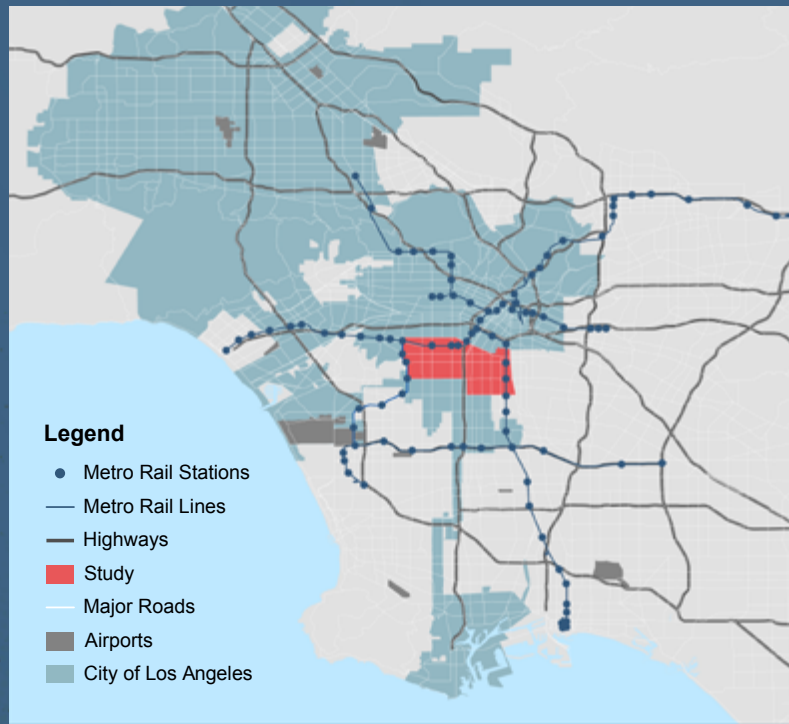 Legend
Metro Rail Stations
Metro Rail Lines
Highways
Study
Major Roads
Airports
City of Los Angeles